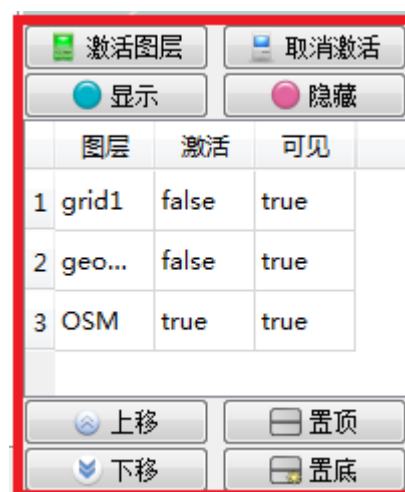 激活图层 取消激活
显示 隐藏
图层 激活 可见
1 grid1 false true
2 geo... false true
3 OSM true true
上移 置顶
下移 置底